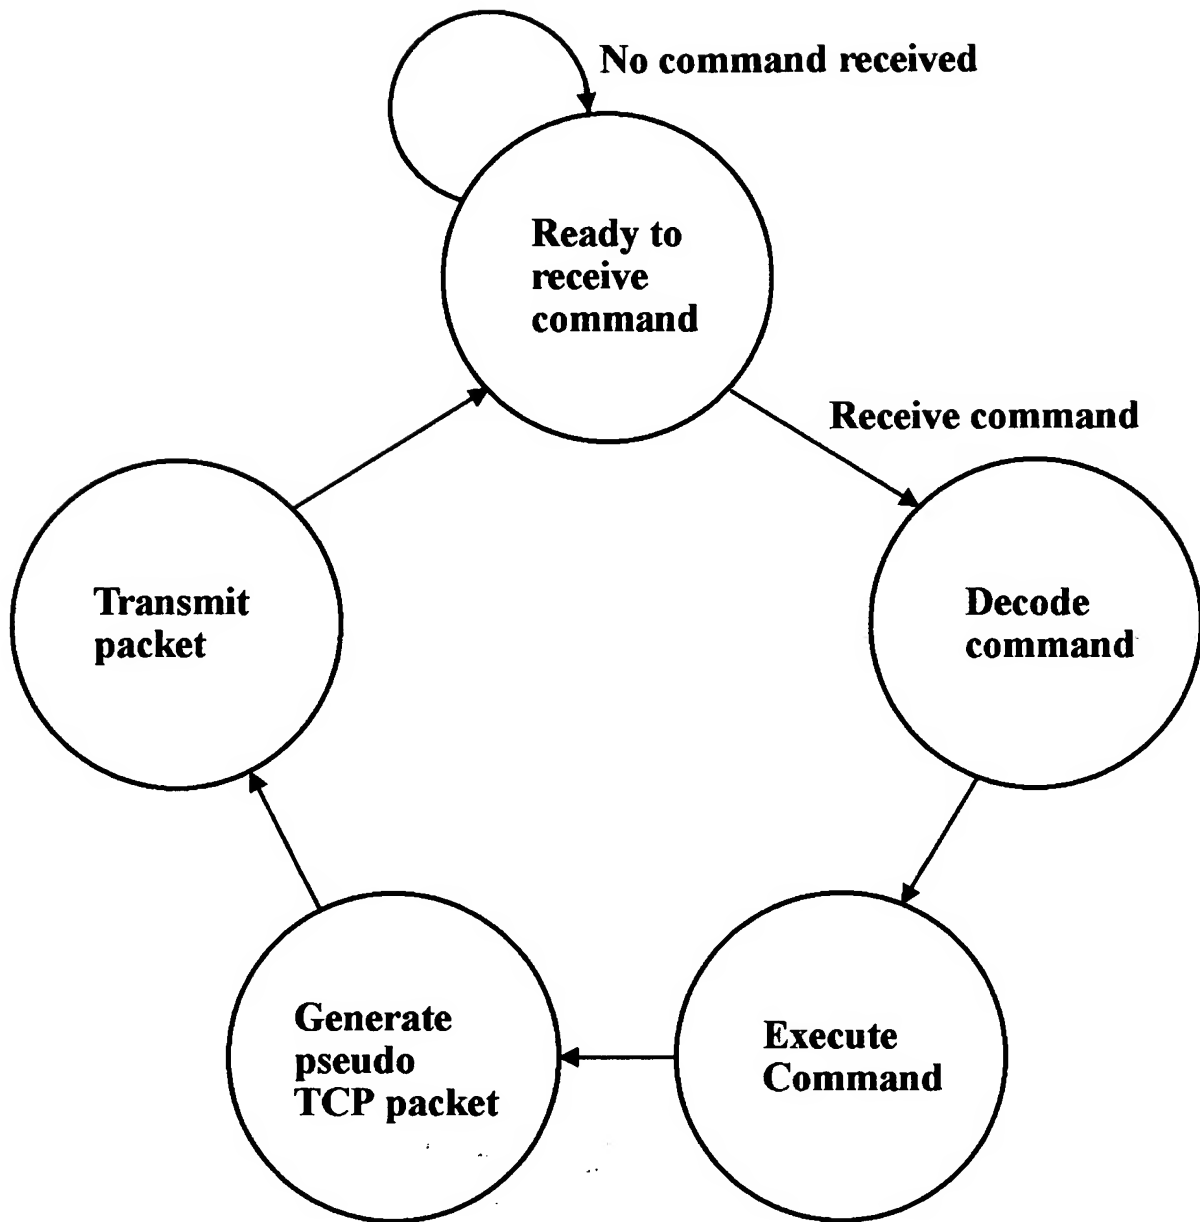 No command received
Ready to
receive
command
Receive command
Transmit
packet
Decode
command
Generate
pseudo
TCP packet
Execute
Command